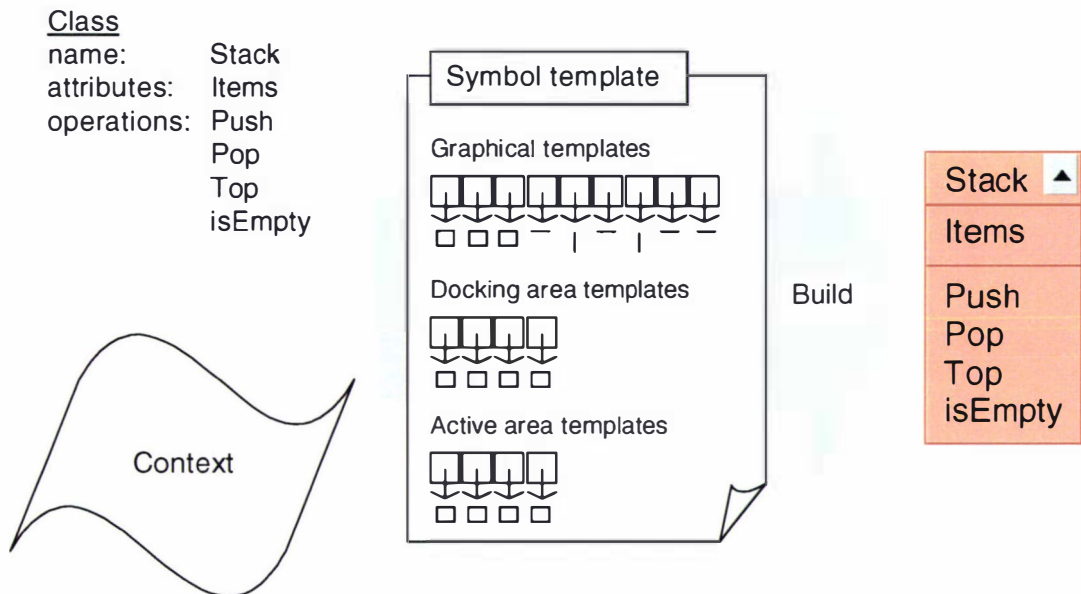 Class
name: Stack
attributes: Items
operations: Push
Pop
Top
isEmpty
Context
Symbol template
Graphical templates
Docking area templates
Active area templates
Build
Stack
Items
Push
Pop
Top
isEmpty